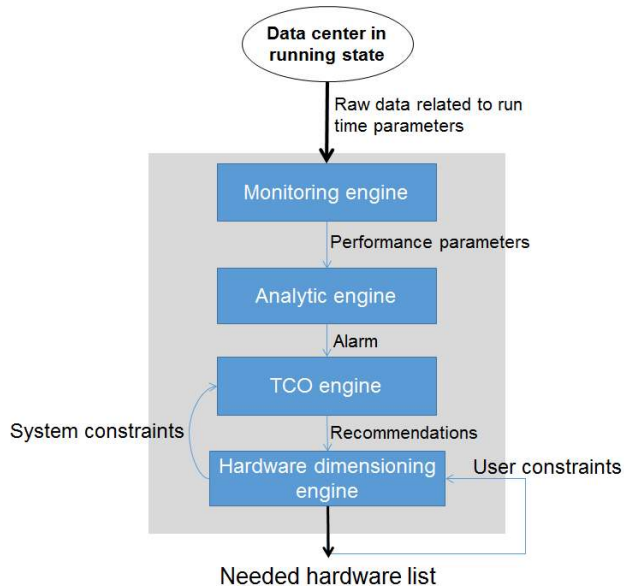 Data center in
running state
Raw data related to run
time parameters
Monitoring engine
Performance parameters
Analytic engine
Alarm
TCO engine
System constraints
Recommendations
Hardware dimensioning
engine
User constraints
Needed hardware list